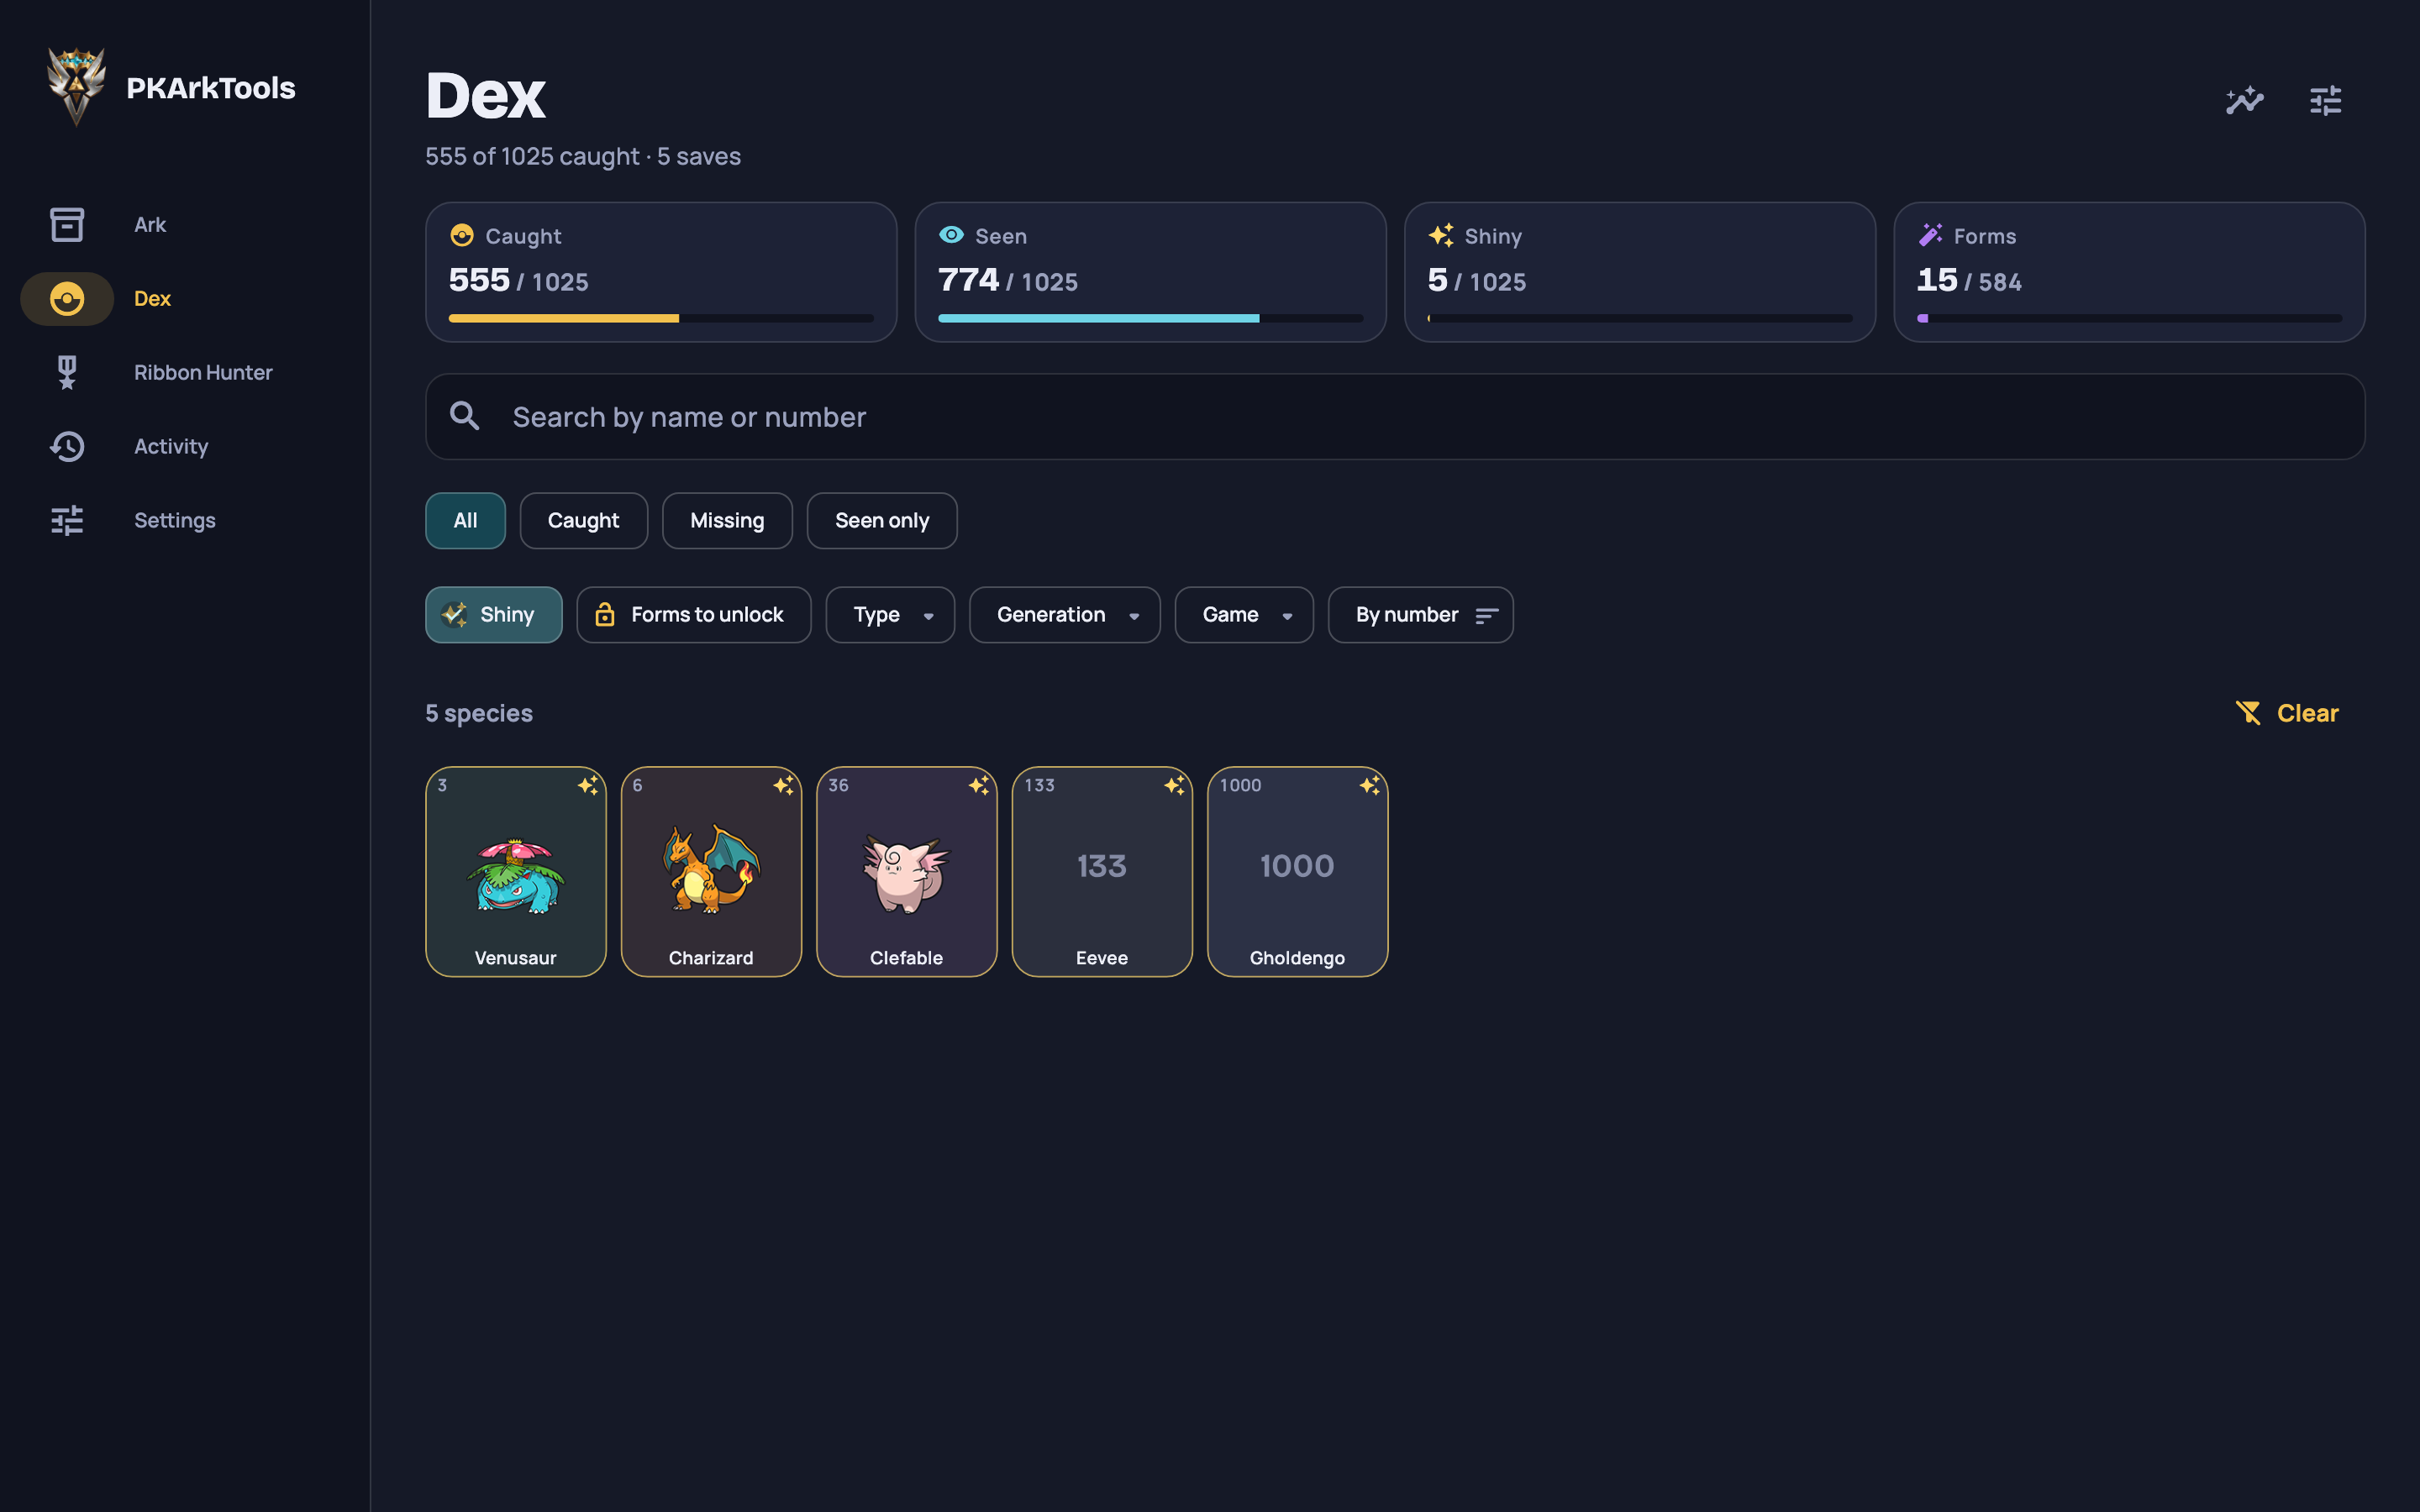 PKArkTools
Ark
Dex
Ribbon Hunter
Activity
Settings
Dex
555 of 1025 caught · 5 saves
Caught
555 / 1025
Seen
774 / 1025
Shiny
5 / 1025
Forms
15 / 584
Search by name or number
All
Caught
Missing
Seen only
Shiny
Forms to unlock
Type
Generation
Game
By number
5 species
Clear
3
Venusaur
6
Charizard
36
Clefable
133
133
Eevee
1000
1000
Gholdengo